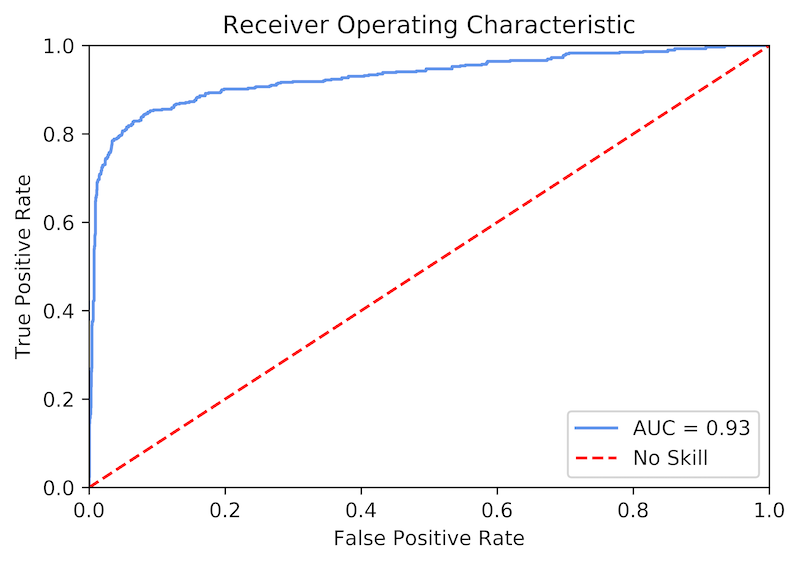 Receiver Operating Characteristic
1.0
0.8
0.6
0.4
0.2
0.0
True Positive Rate
0.0 0.2 0.4 0.6 0.8 1.0
False Positive Rate
AUC = 0.93
No Skill